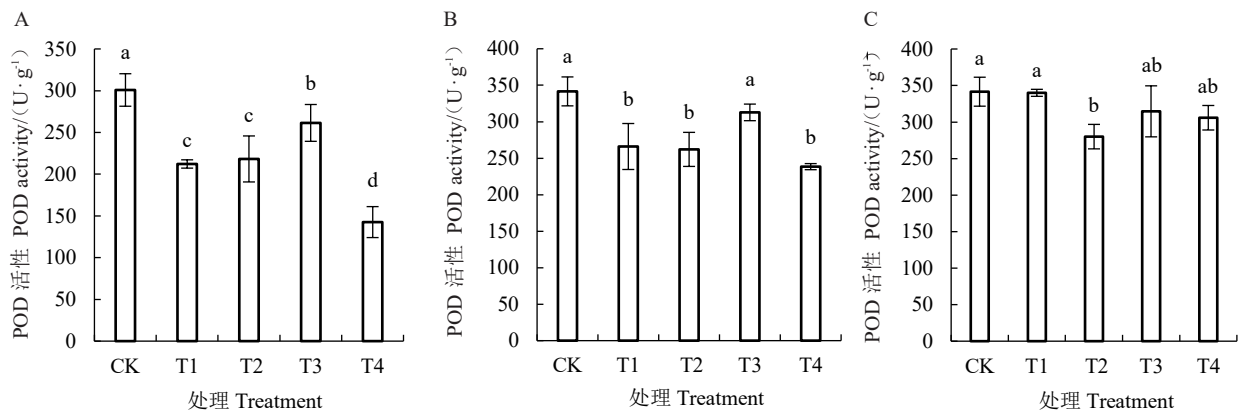 A
POD 活性 POD activity/(U·g⁻¹)
350
300
250
200
150
100
50
0
a
c
c
b
d
CK T1 T2 T3 T4
处理 Treatment
B
POD 活性 POD activity/(U·g⁻¹)
400
350
300
250
200
150
100
50
0
a
b
b
a
b
CK T1 T2 T3 T4
处理 Treatment
C
POD 活性 POD activity/(U·g⁻¹)
400
350
300
250
200
150
100
50
0
a
a
b
ab
ab
CK T1 T2 T3 T4
处理 Treatment